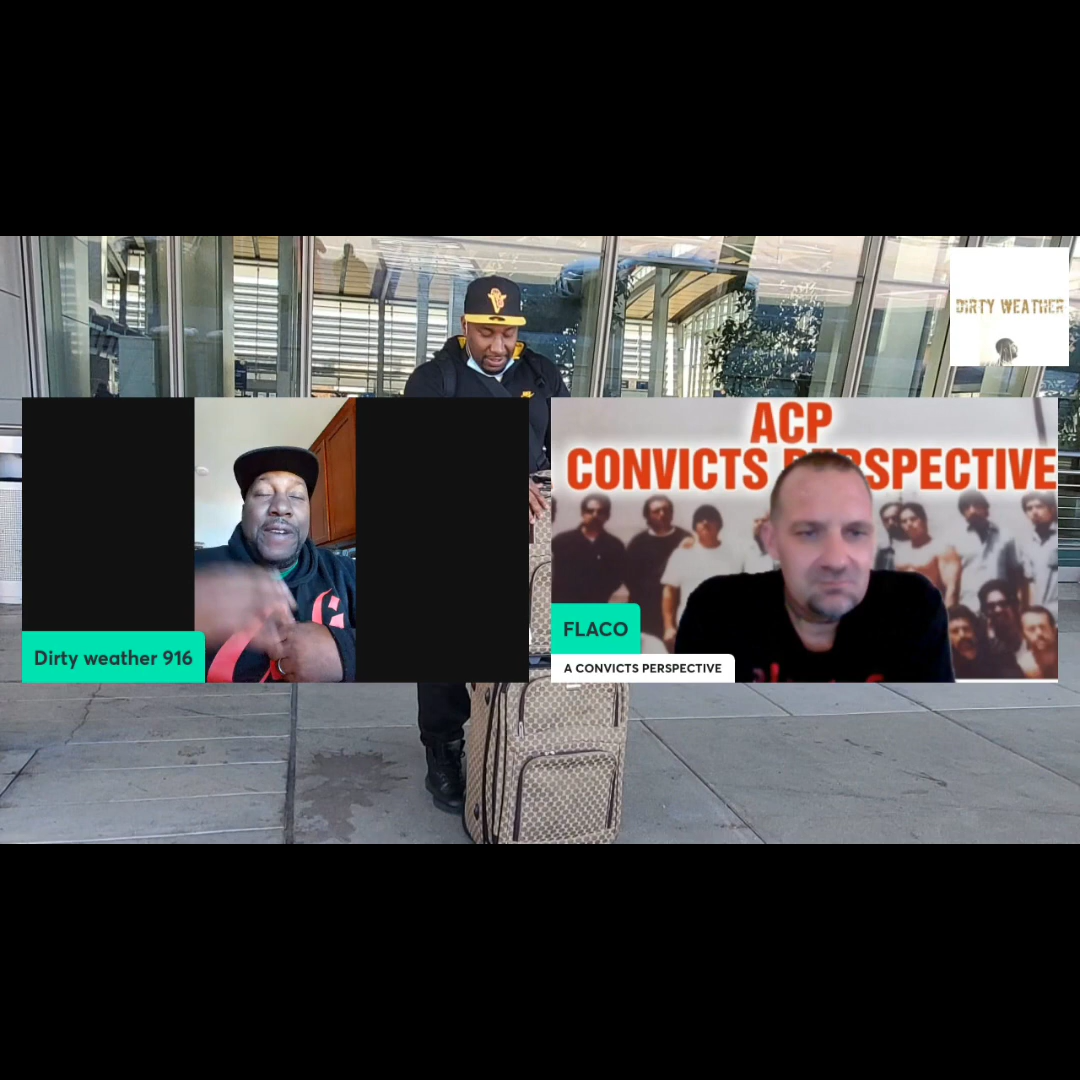 DIRTY WEATHER
ACP
CONVICTS PERSPECTIVE
Dirty weather 916
FLACO
A CONVICTS PERSPECTIVE